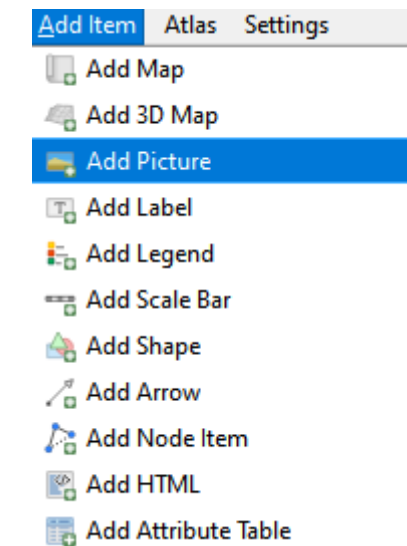 Add Item Atlas Settings
Add Map
Add 3D Map
Add Picture
Add Label
Add Legend
Add Scale Bar
Add Shape
Add Arrow
Add Node Item
Add HTML
Add Attribute Table